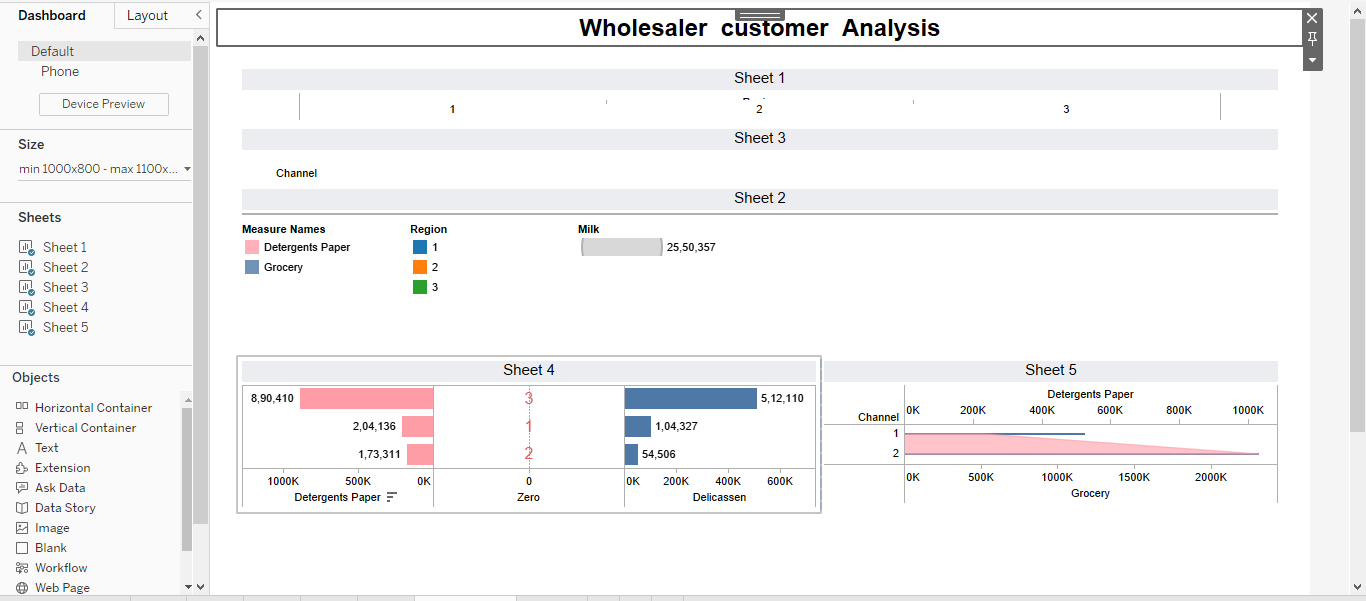 Dashboard
Layout
Default
Phone
Device Preview
Size
min 1000x800 - max 1100x...
Sheets
Sheet 1
Sheet 2
Sheet 3
Sheet 4
Sheet 5
Objects
Horizontal Container
Vertical Container
Text
Extension
Ask Data
Data Story
Image
Blank
Workflow
Web Page
Wholesaler customer Analysis
Sheet 1
1 2 3
Sheet 3
Channel
Sheet 2
Measure Names
Detergents Paper
Grocery
Region
1
2
3
Milk
25,50,357
Sheet 4
8,90,410 3 5,12,110
2,04,136 1 1,04,327
1,73,311 2 54,506
1000K 500K 0K 0 0K 200K 400K 600K
Detergents Paper Zero Delicassen
Sheet 5
Detergents Paper
Channel 0K 200K 400K 600K 800K 1000K
1
2
0K 500K 1000K 1500K 2000K
Grocery